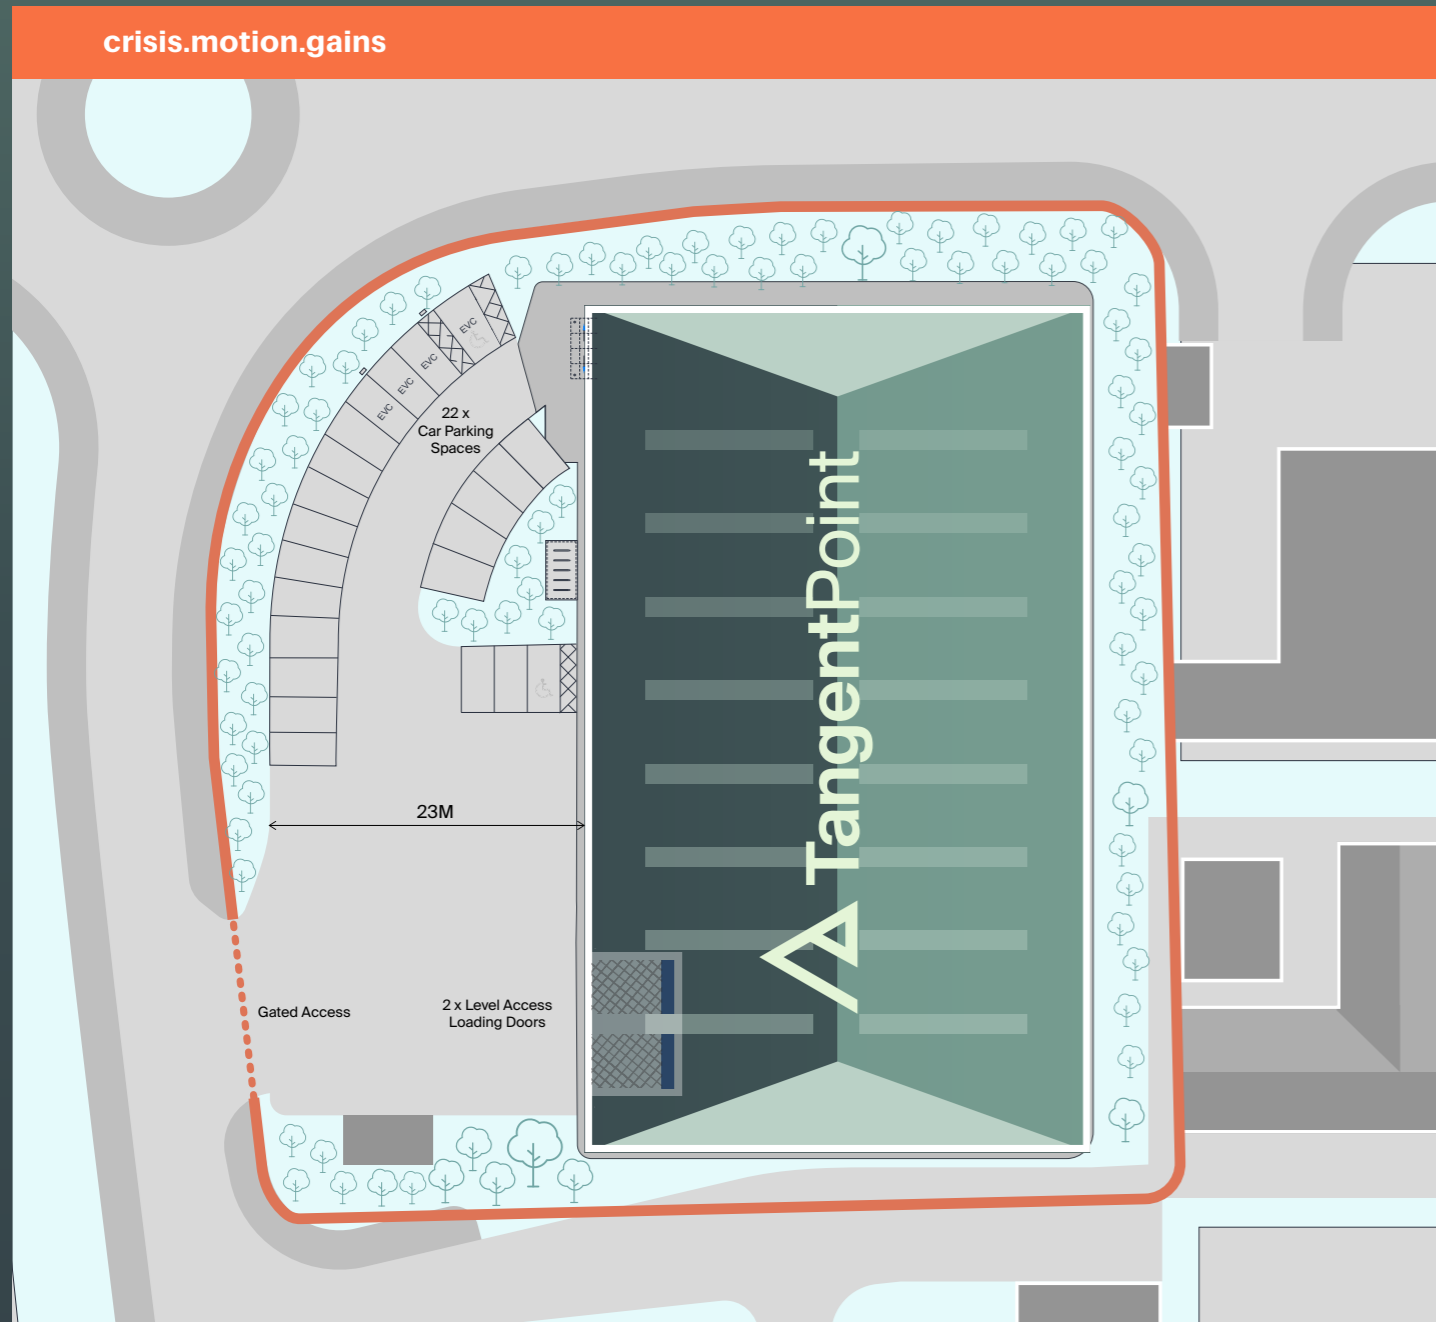 crisis.motion.gains
EVC
EVC
EVC
EVC
22 x
Car Parking
Spaces
TangentPoint
23M
Gated Access
2 x Level Access
Loading Doors